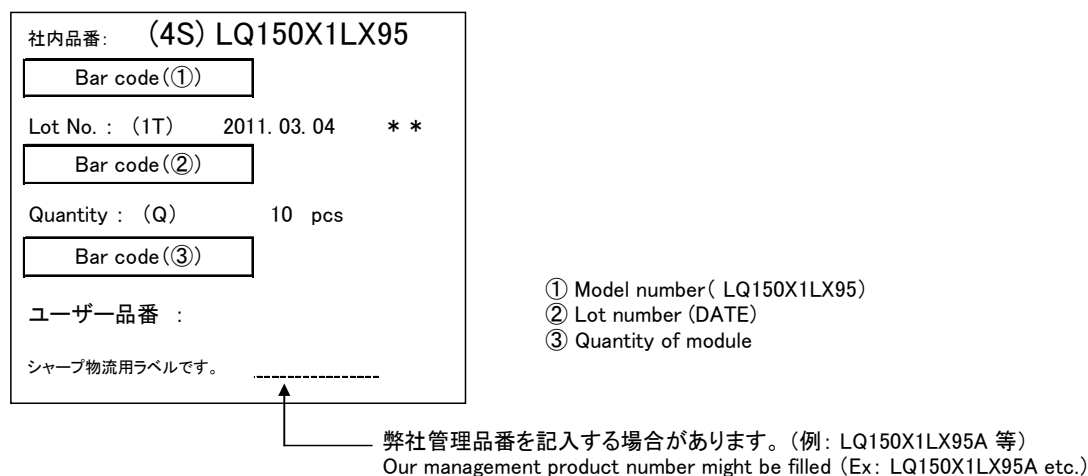 社内品番: (4S) LQ150X1LX95
Bar code(①)
Lot No. : (1T) 2011. 03. 04 * *
Bar code(②)
Quantity : (Q) 10 pcs
Bar code(③)
ユーザー品番 :
シャープ物流用ラベルです。
① Model number( LQ150X1LX95)
② Lot number (DATE)
③ Quantity of module
弊社管理品番を記入する場合があります。(例: LQ150X1LX95A 等)
Our management product number might be filled (Ex: LQ150X1LX95A etc.)